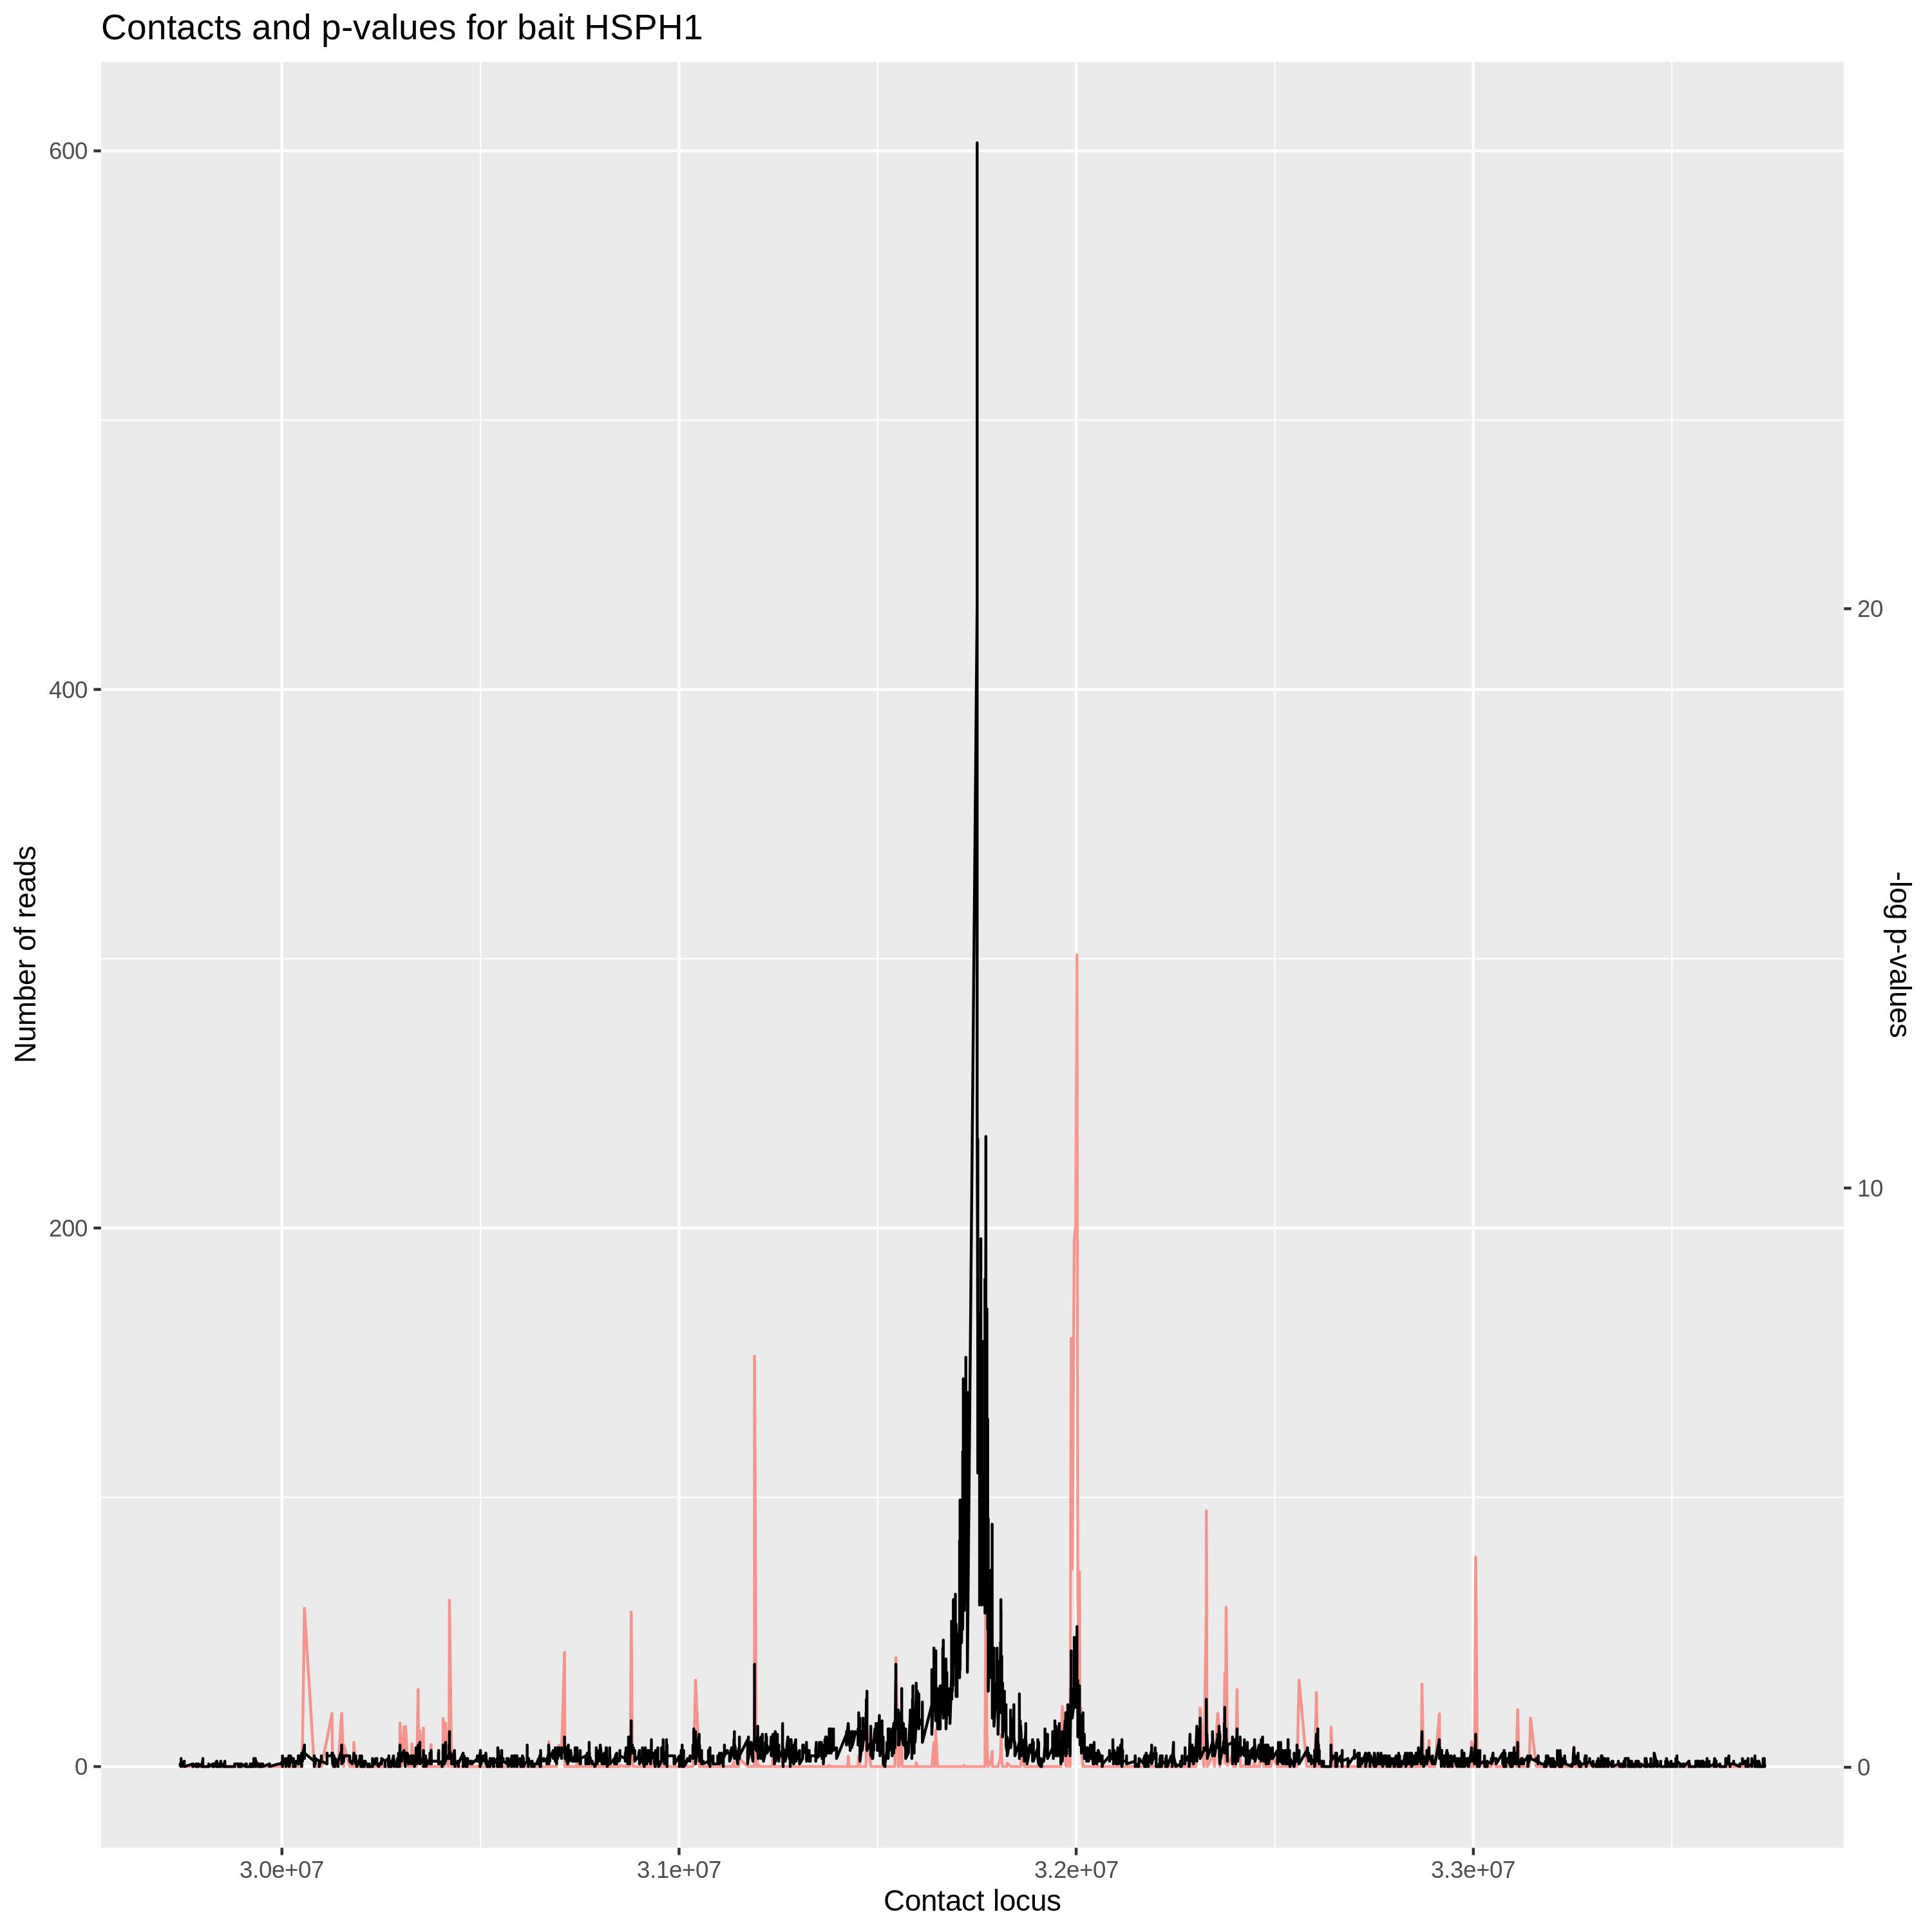 Contacts and p-values for bait HSPH1
600
400
200
0
Number of reads
20
10
0
-log p-values
3.0e+07
3.1e+07
3.2e+07
3.3e+07
Contact locus